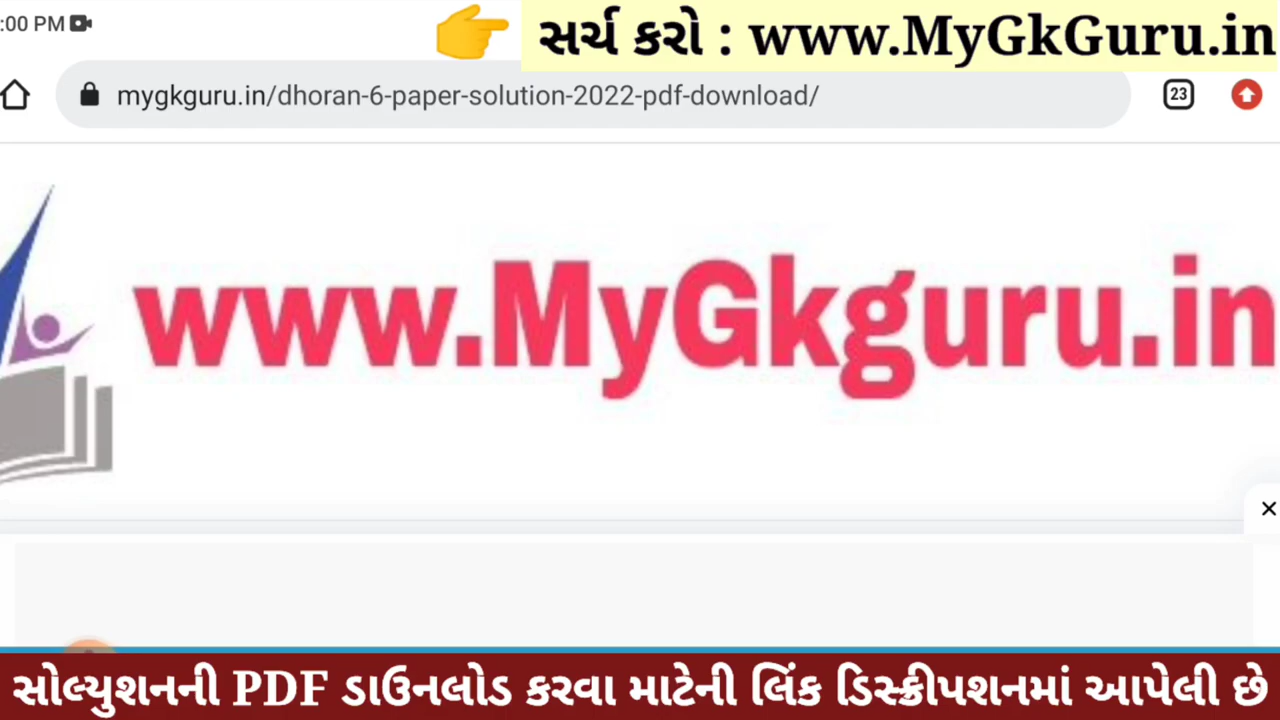 :00 PM
સર્ચ કરો : www.MyGkGuru.in
mygkguru.in/dhoran-6-paper-solution-2022-pdf-download/
23
www.MyGkguru.in
સોલ્યુશનની PDF ડાઉનલોડ કરવા માટેની લિંક ડિસ્ક્રીપશનમાં આપેલી છે